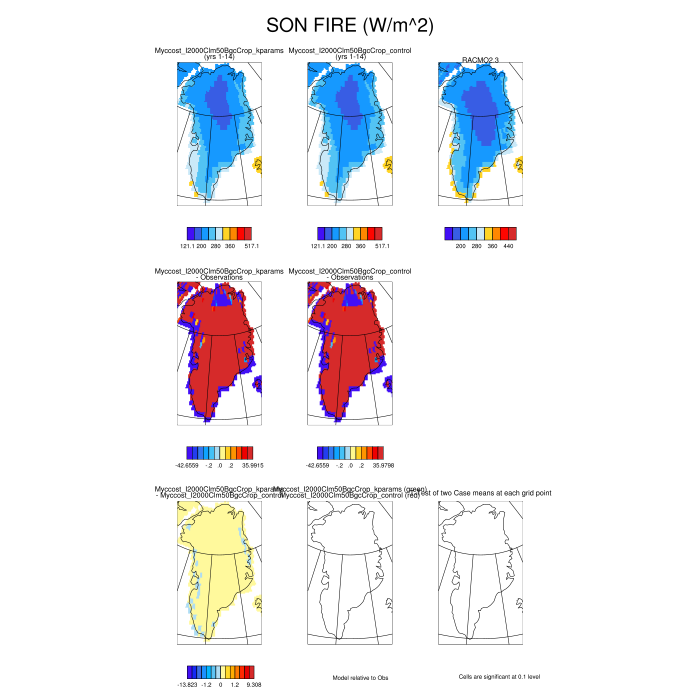 SON FIRE (W/m^2)
Myccost_I2000Clm50BgcCrop_kparams
(yrs 1-14)
Myccost_I2000Clm50BgcCrop_control
(yrs 1-14)
RACMO2.3
121.1 200 280 360 517.1
121.1 200 280 360 517.1
200 280 360 440
Myccost_I2000Clm50BgcCrop_kparams
- Observations
Myccost_I2000Clm50BgcCrop_control
- Observations
-42.6559 -.2 .0 .2 35.9915
-42.6559 -.2 .0 .2 35.9798
Myccost_I2000Clm50BgcCrop_kparams
- Myccost_I2000Clm50BgcCrop_control
Myccost_I2000Clm50BgcCrop_kparams (green)
Myccost_I2000Clm50BgcCrop_control (red)
est of two Case means at each grid point
-13.823 -1.2 0 1.2 9.308
Model relative to Obs
Cells are significant at 0.1 level